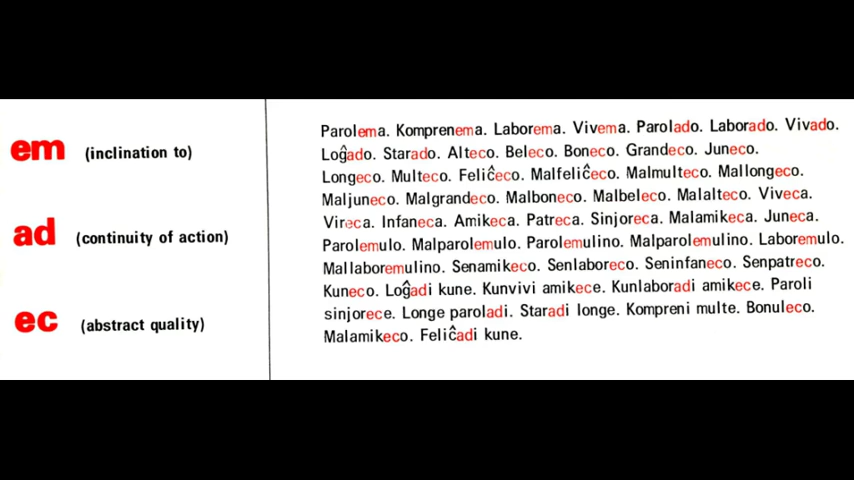 em (inclination to)
ad (continuity of action)
ec (abstract quality)
Parolema. Komprenema. Laborema. Vivema. Parolado. Laborado. Vivado.
Loĝado. Starado. Alteco. Beleco. Boneco. Grandeco. Juneco.
Longeco. Multeco. Feliĉeco. Malfeliĉeco. Malmulteco. Mallongeco.
Maljuneco. Malgrandeco. Malboneco. Malbeleco. Malalteco. Viveca.
Vireca. Infaneca. Amikeca. Patreca. Sinjoreca. Malamikeca. Juneca.
Parolemulo. Malparolemulo. Parolemulino. Malparolemulino. Laboremulo.
Mallaboremulino. Senamikeco. Senlaboreco. Seninfaneco. Senpatreco.
Kuneco. Loĝadi kune. Kunvivi amikece. Kunlaboradi amikece. Paroli
sinjorece. Longe paroladi. Staradi longe. Kompreni multe. Bonuleco.
Malamikeco. Feliĉadi kune.